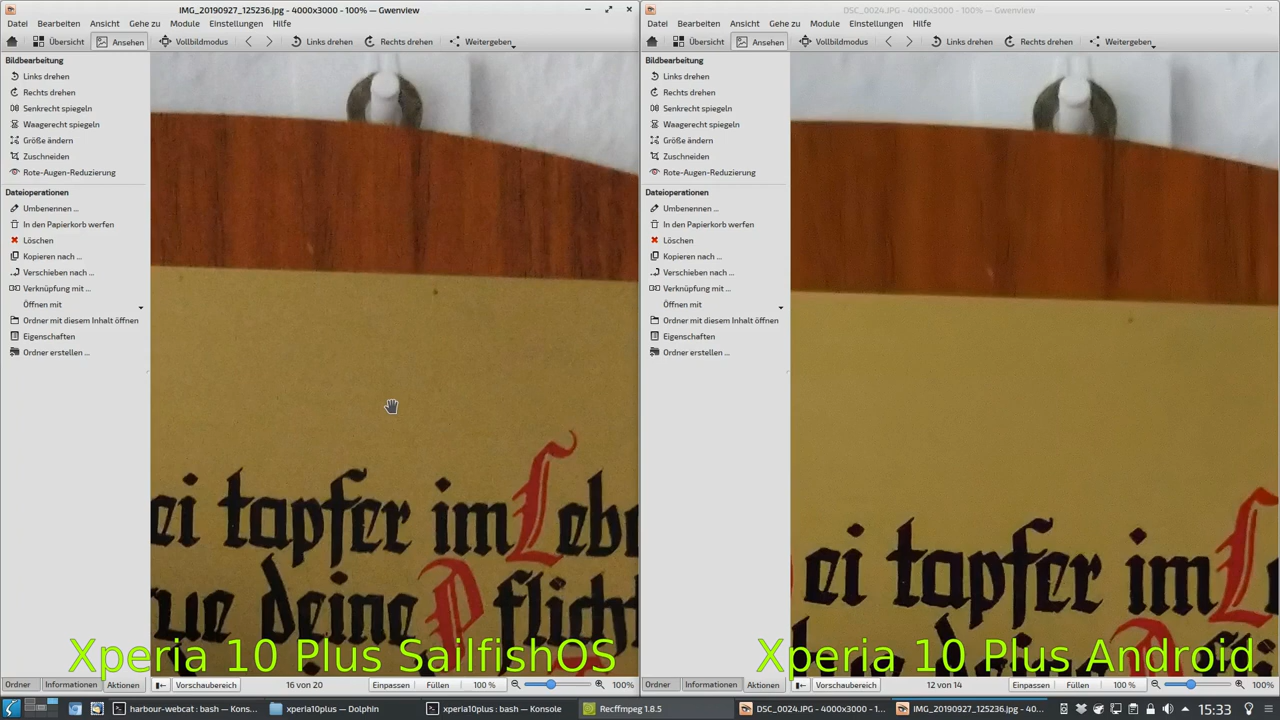 IMG_20190927_125236.jpg - 4000x3000 - 100% — Gwenview
Datei Bearbeiten Ansicht Gehe zu Module Einstellungen Hilfe
Übersicht Ansehen Vollbildmodus Links drehen Rechts drehen Weitergeben
Bildbearbeitung
Links drehen
Rechts drehen
Senkrecht spiegeln
Waagerecht spiegeln
Größe ändern
Zuschneiden
Rote-Augen-Reduzierung
Dateioperationen
Umbenennen ...
In den Papierkorb werfen
Löschen
Kopieren nach ...
Verschieben nach ...
Verknüpfung mit ...
Öffnen mit
Ordner mit diesem Inhalt öffnen
Eigenschaften
Ordner erstellen ...
ei tapfer im Lebe
rue deine Pflich
Xperia 10 Plus SailfishOS
Ordner Informationen Aktionen Vorschaubereich 16 von 20 Einpassen Füllen 100 % 100%
DSC_0024.JPG - 4000x3000 - 100% — Gwenview
Datei Bearbeiten Ansicht Gehe zu Module Einstellungen Hilfe
Übersicht Ansehen Vollbildmodus Links drehen Rechts drehen Weitergeben
Bildbearbeitung
Links drehen
Rechts drehen
Senkrecht spiegeln
Waagerecht spiegeln
Größe ändern
Zuschneiden
Rote-Augen-Reduzierung
Dateioperationen
Umbenennen ...
In den Papierkorb werfen
Löschen
Kopieren nach ...
Verschieben nach ...
Verknüpfung mit ...
Öffnen mit
Ordner mit diesem Inhalt öffnen
Eigenschaften
Ordner erstellen ...
ei tapfer im L
Xperia 10 Plus Android
Ordner Informationen Aktionen Vorschaubereich 12 von 14 Einpassen Füllen 100 % 100%
harbour-webcat : bash — Kons... xperia10plus — Dolphin xperia10plus : bash — Konsole Recffmpeg 1.8.5 DSC_0024.JPG - 4000x3000 - 1... IMG_20190927_125236.jpg - 40... 15:33